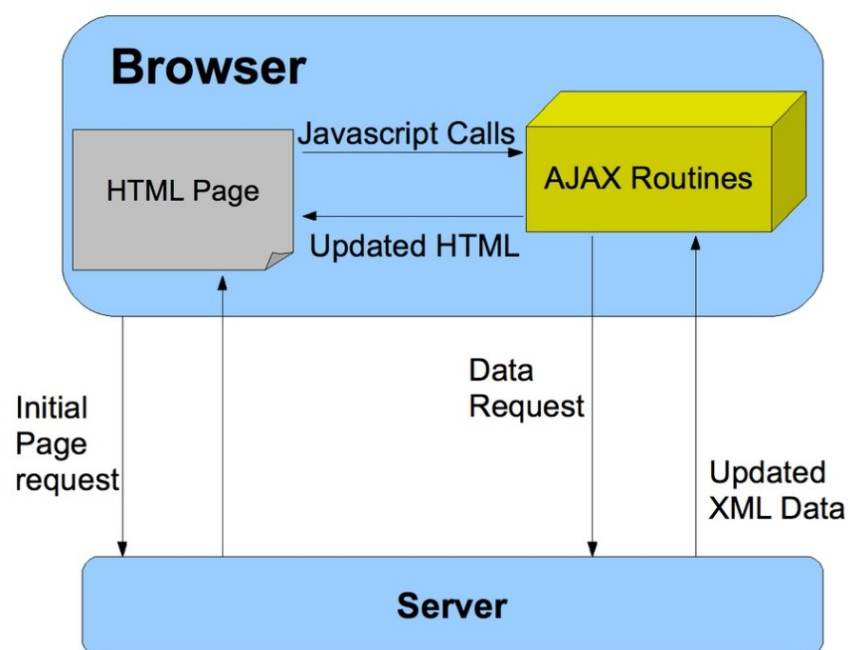 Browser
Javascript Calls
HTML Page
AJAX Routines
Updated HTML
Initial
Page
request
Data
Request
Updated
XML Data
Server